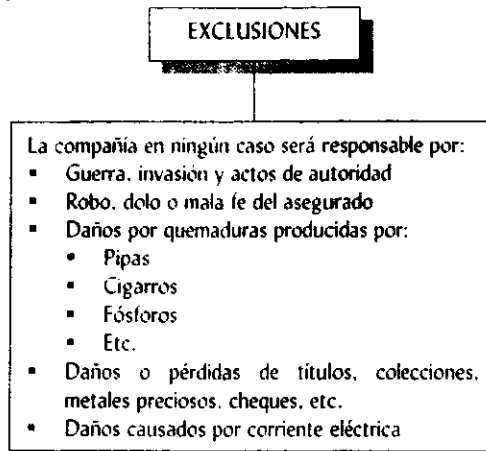 EXCLUSIONES
La compañía en ningún caso será responsable por:
▪ Guerra, invasión y actos de autoridad
▪ Robo, dolo o mala fe del asegurado
▪ Daños por quemaduras producidas por:
▪ Pipas
▪ Cigarros
▪ Fósforos
▪ Etc.
▪ Daños o pérdidas de títulos, colecciones,
metales preciosos, cheques, etc.
▪ Daños causados por corriente eléctrica